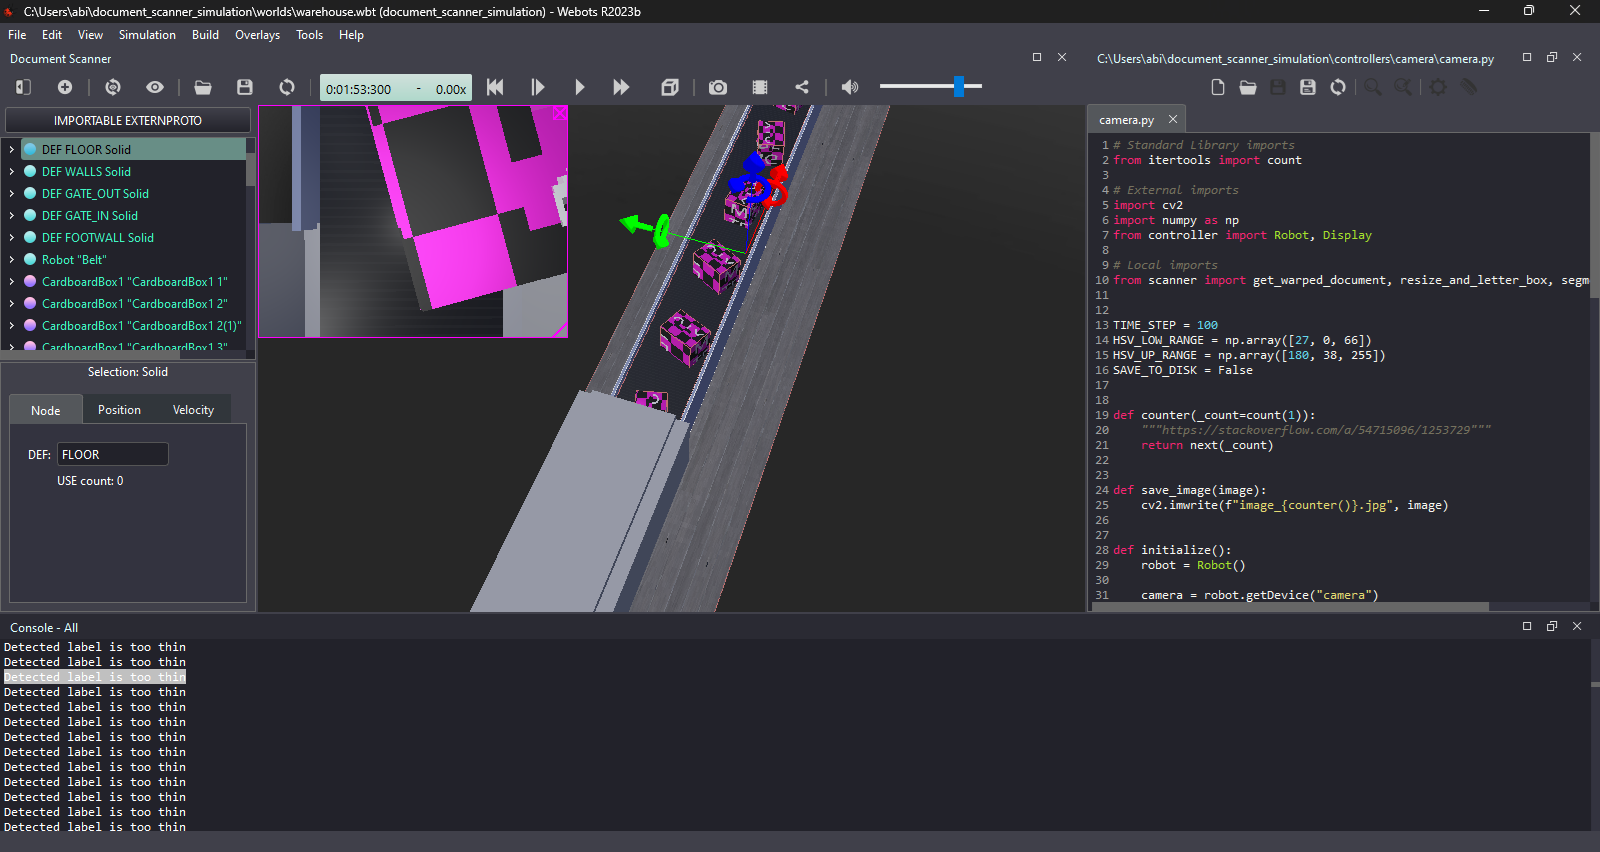 C:\Users\abi\document_scanner_simulation\worlds\warehouse.wbt (document_scanner_simulation) - Webots R2023b
File Edit View Simulation Build Overlays Tools Help
Document Scanner
0:01:53:300 - 0.00x
IMPORTABLE EXTERNPROTO
DEF FLOOR Solid
DEF WALLS Solid
DEF GATE_OUT Solid
DEF GATE_IN Solid
DEF FOOTWALL Solid
Robot "Belt"
CardboardBox1 "CardboardBox1 1"
CardboardBox1 "CardboardBox1 2"
CardboardBox1 "CardboardBox1 2(1)"
CardboardBox1 "CardboardBox1 3"
Selection: Solid
Node Position Velocity
DEF: FLOOR
USE count: 0
C:\Users\abi\document_scanner_simulation\controllers\camera\camera.py
camera.py
1 # Standard Library imports
2 from itertools import count
3
4 # External imports
5 import cv2
6 import numpy as np
7 from controller import Robot, Display
8
9 # Local imports
10 from scanner import get_warped_document, resize_and_letter_box, segm
11
12
13 TIME_STEP = 100
14 HSV_LOW_RANGE = np.array([27, 0, 66])
15 HSV_UP_RANGE = np.array([180, 38, 255])
16 SAVE_TO_DISK = False
17
18
19 def counter(_count=count(1)):
20     """https://stackoverflow.com/a/54715096/1253729"""
21     return next(_count)
22
23
24 def save_image(image):
25     cv2.imwrite(f"image_{counter()}.jpg", image)
26
27
28 def initialize():
29     robot = Robot()
30
31     camera = robot.getDevice("camera")
Console - All
Detected label is too thin
Detected label is too thin
Detected label is too thin
Detected label is too thin
Detected label is too thin
Detected label is too thin
Detected label is too thin
Detected label is too thin
Detected label is too thin
Detected label is too thin
Detected label is too thin
Detected label is too thin
Detected label is too thin